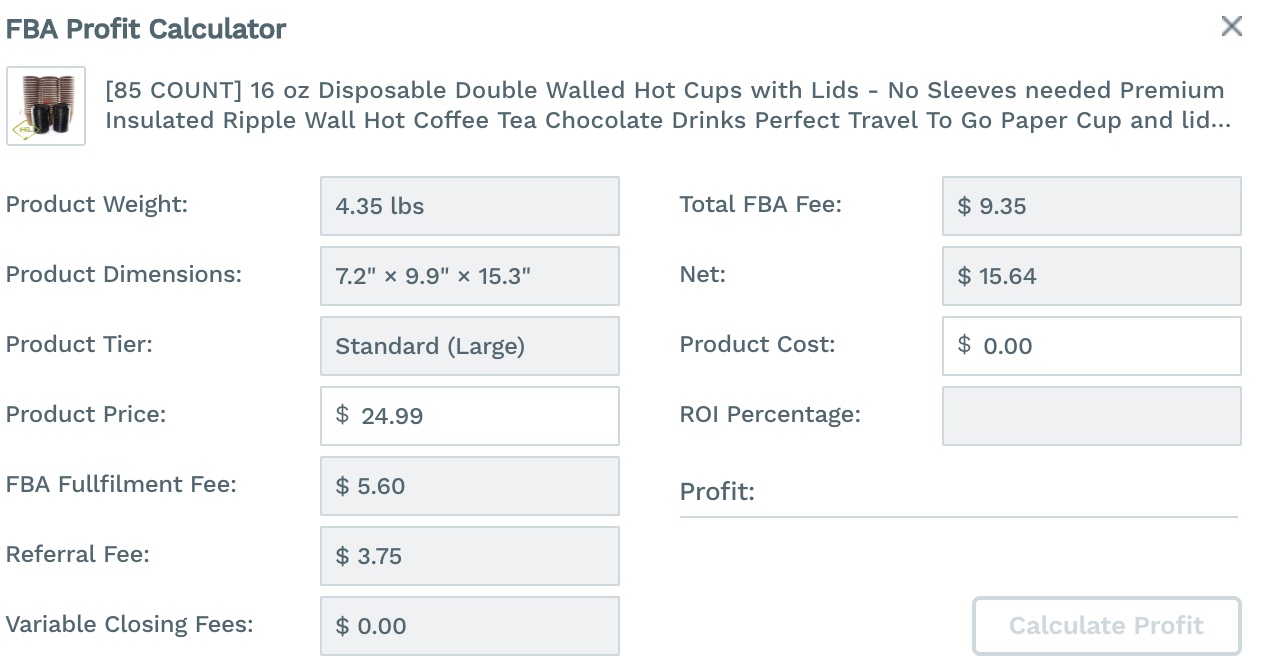 FBA Profit Calculator
[85 COUNT] 16 oz Disposable Double Walled Hot Cups with Lids - No Sleeves needed Premium
Insulated Ripple Wall Hot Coffee Tea Chocolate Drinks Perfect Travel To Go Paper Cup and lid...
Product Weight: 4.35 lbs
Product Dimensions: 7.2" × 9.9" × 15.3"
Product Tier: Standard (Large)
Product Price: $ 24.99
FBA Fullfilment Fee: $ 5.60
Referral Fee: $ 3.75
Variable Closing Fees: $ 0.00
Total FBA Fee: $ 9.35
Net: $ 15.64
Product Cost: $ 0.00
ROI Percentage:
Profit:
Calculate Profit